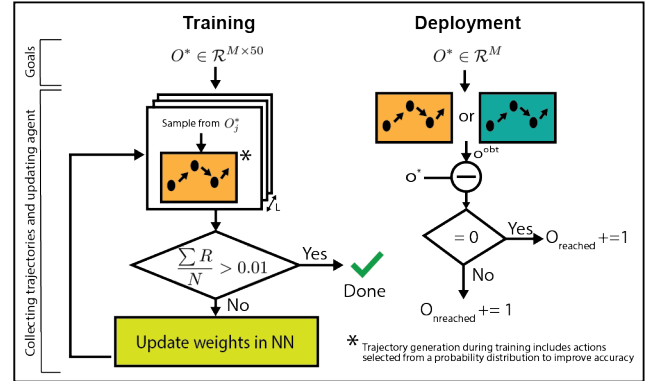 Training
Deployment
Goals
O* ∈ R^{M×50}
O* ∈ R^M
Collecting trajectories and updating agent
Sample from O*_j
*
L
or
O^obt
O*
−
∑R/N > 0.01
Yes
Done
No
Update weights in NN
= 0
Yes
O_reached +=1
No
O_nreached += 1
* Trajectory generation during training includes actions
selected from a probability distribution to improve accuracy